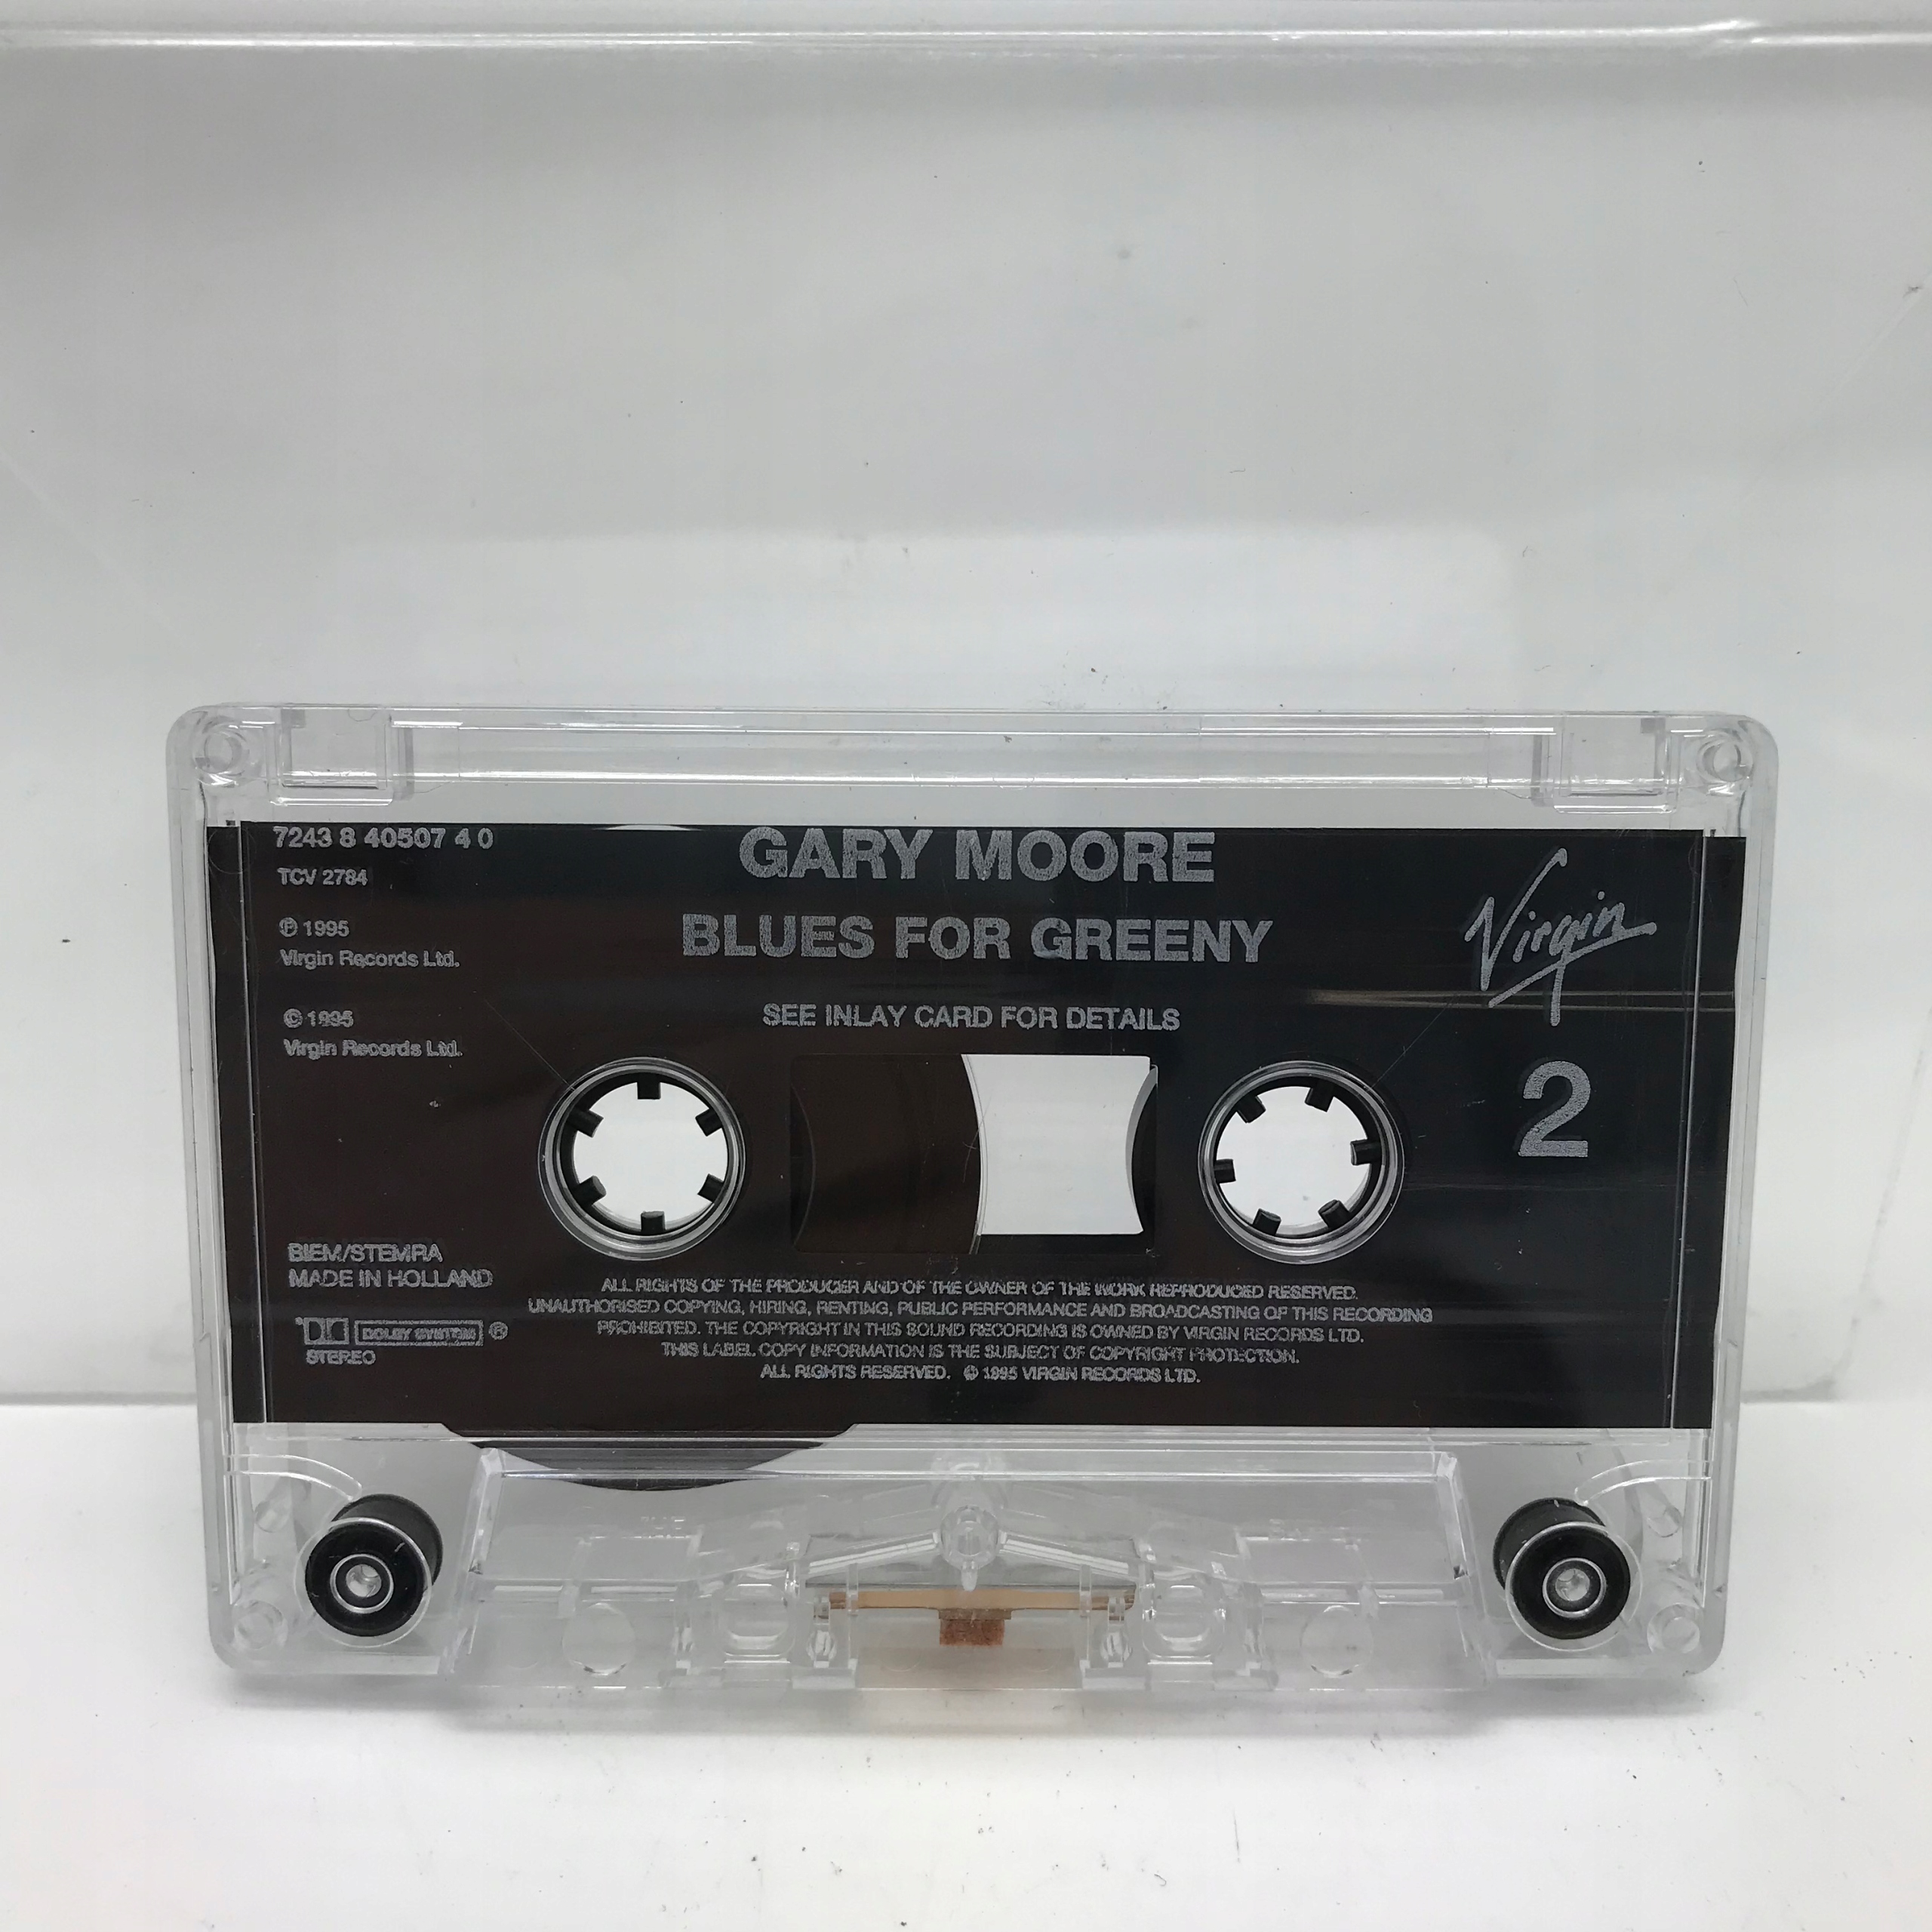 7243 8 40507 4 0
TCV 2784
℗ 1995
Virgin Records Ltd.
© 1995
Virgin Records Ltd.
GARY MOORE
BLUES FOR GREENY
SEE INLAY CARD FOR DETAILS
Virgin
2
BIEM/STEMRA
MADE IN HOLLAND
DOLBY SYSTEM ®
STEREO
ALL RIGHTS OF THE PRODUCER AND OF THE OWNER OF THE WORK REPRODUCED RESERVED.
UNAUTHORISED COPYING, HIRING, RENTING, PUBLIC PERFORMANCE AND BROADCASTING OF THIS RECORDING
PROHIBITED. THE COPYRIGHT IN THIS SOUND RECORDING IS OWNED BY VIRGIN RECORDS LTD.
THIS LABEL COPY INFORMATION IS THE SUBJECT OF COPYRIGHT PROTECTION.
ALL RIGHTS RESERVED. © 1995 VIRGIN RECORDS LTD.